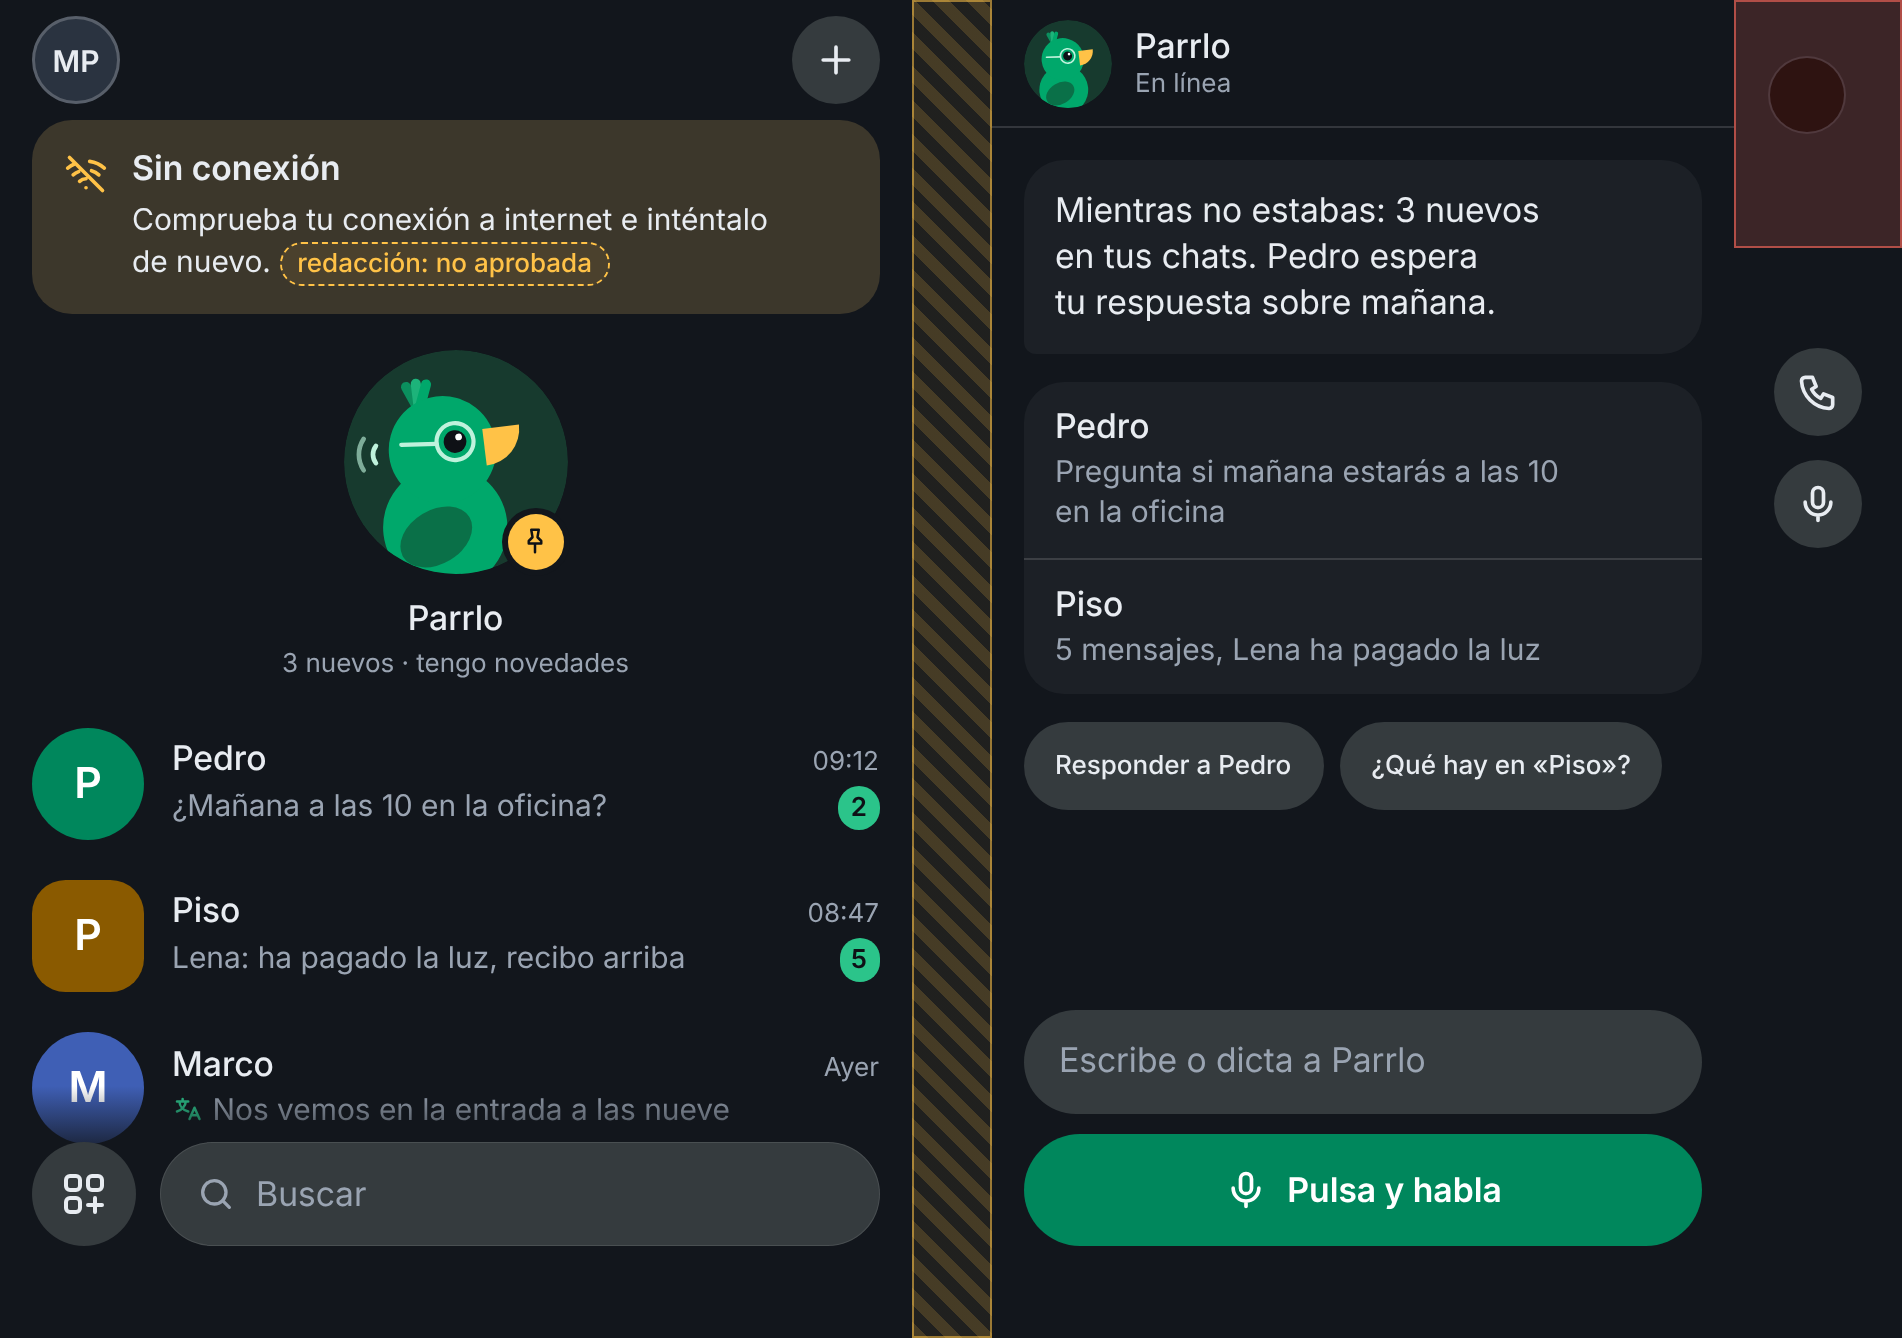 MP
Sin conexión
Comprueba tu conexión a internet e inténtalo
de nuevo. redacción: no aprobada
Parrlo
3 nuevos · tengo novedades
P
Pedro
09:12
¿Mañana a las 10 en la oficina?
2
P
Piso
08:47
Lena: ha pagado la luz, recibo arriba
5
M
Marco
Ayer
Nos vemos en la entrada a las nueve
Buscar
Parrlo
En línea
Mientras no estabas: 3 nuevos
en tus chats. Pedro espera
tu respuesta sobre mañana.
Pedro
Pregunta si mañana estarás a las 10
en la oficina
Piso
5 mensajes, Lena ha pagado la luz
Responder a Pedro
¿Qué hay en «Piso»?
Escribe o dicta a Parrlo
Pulsa y habla